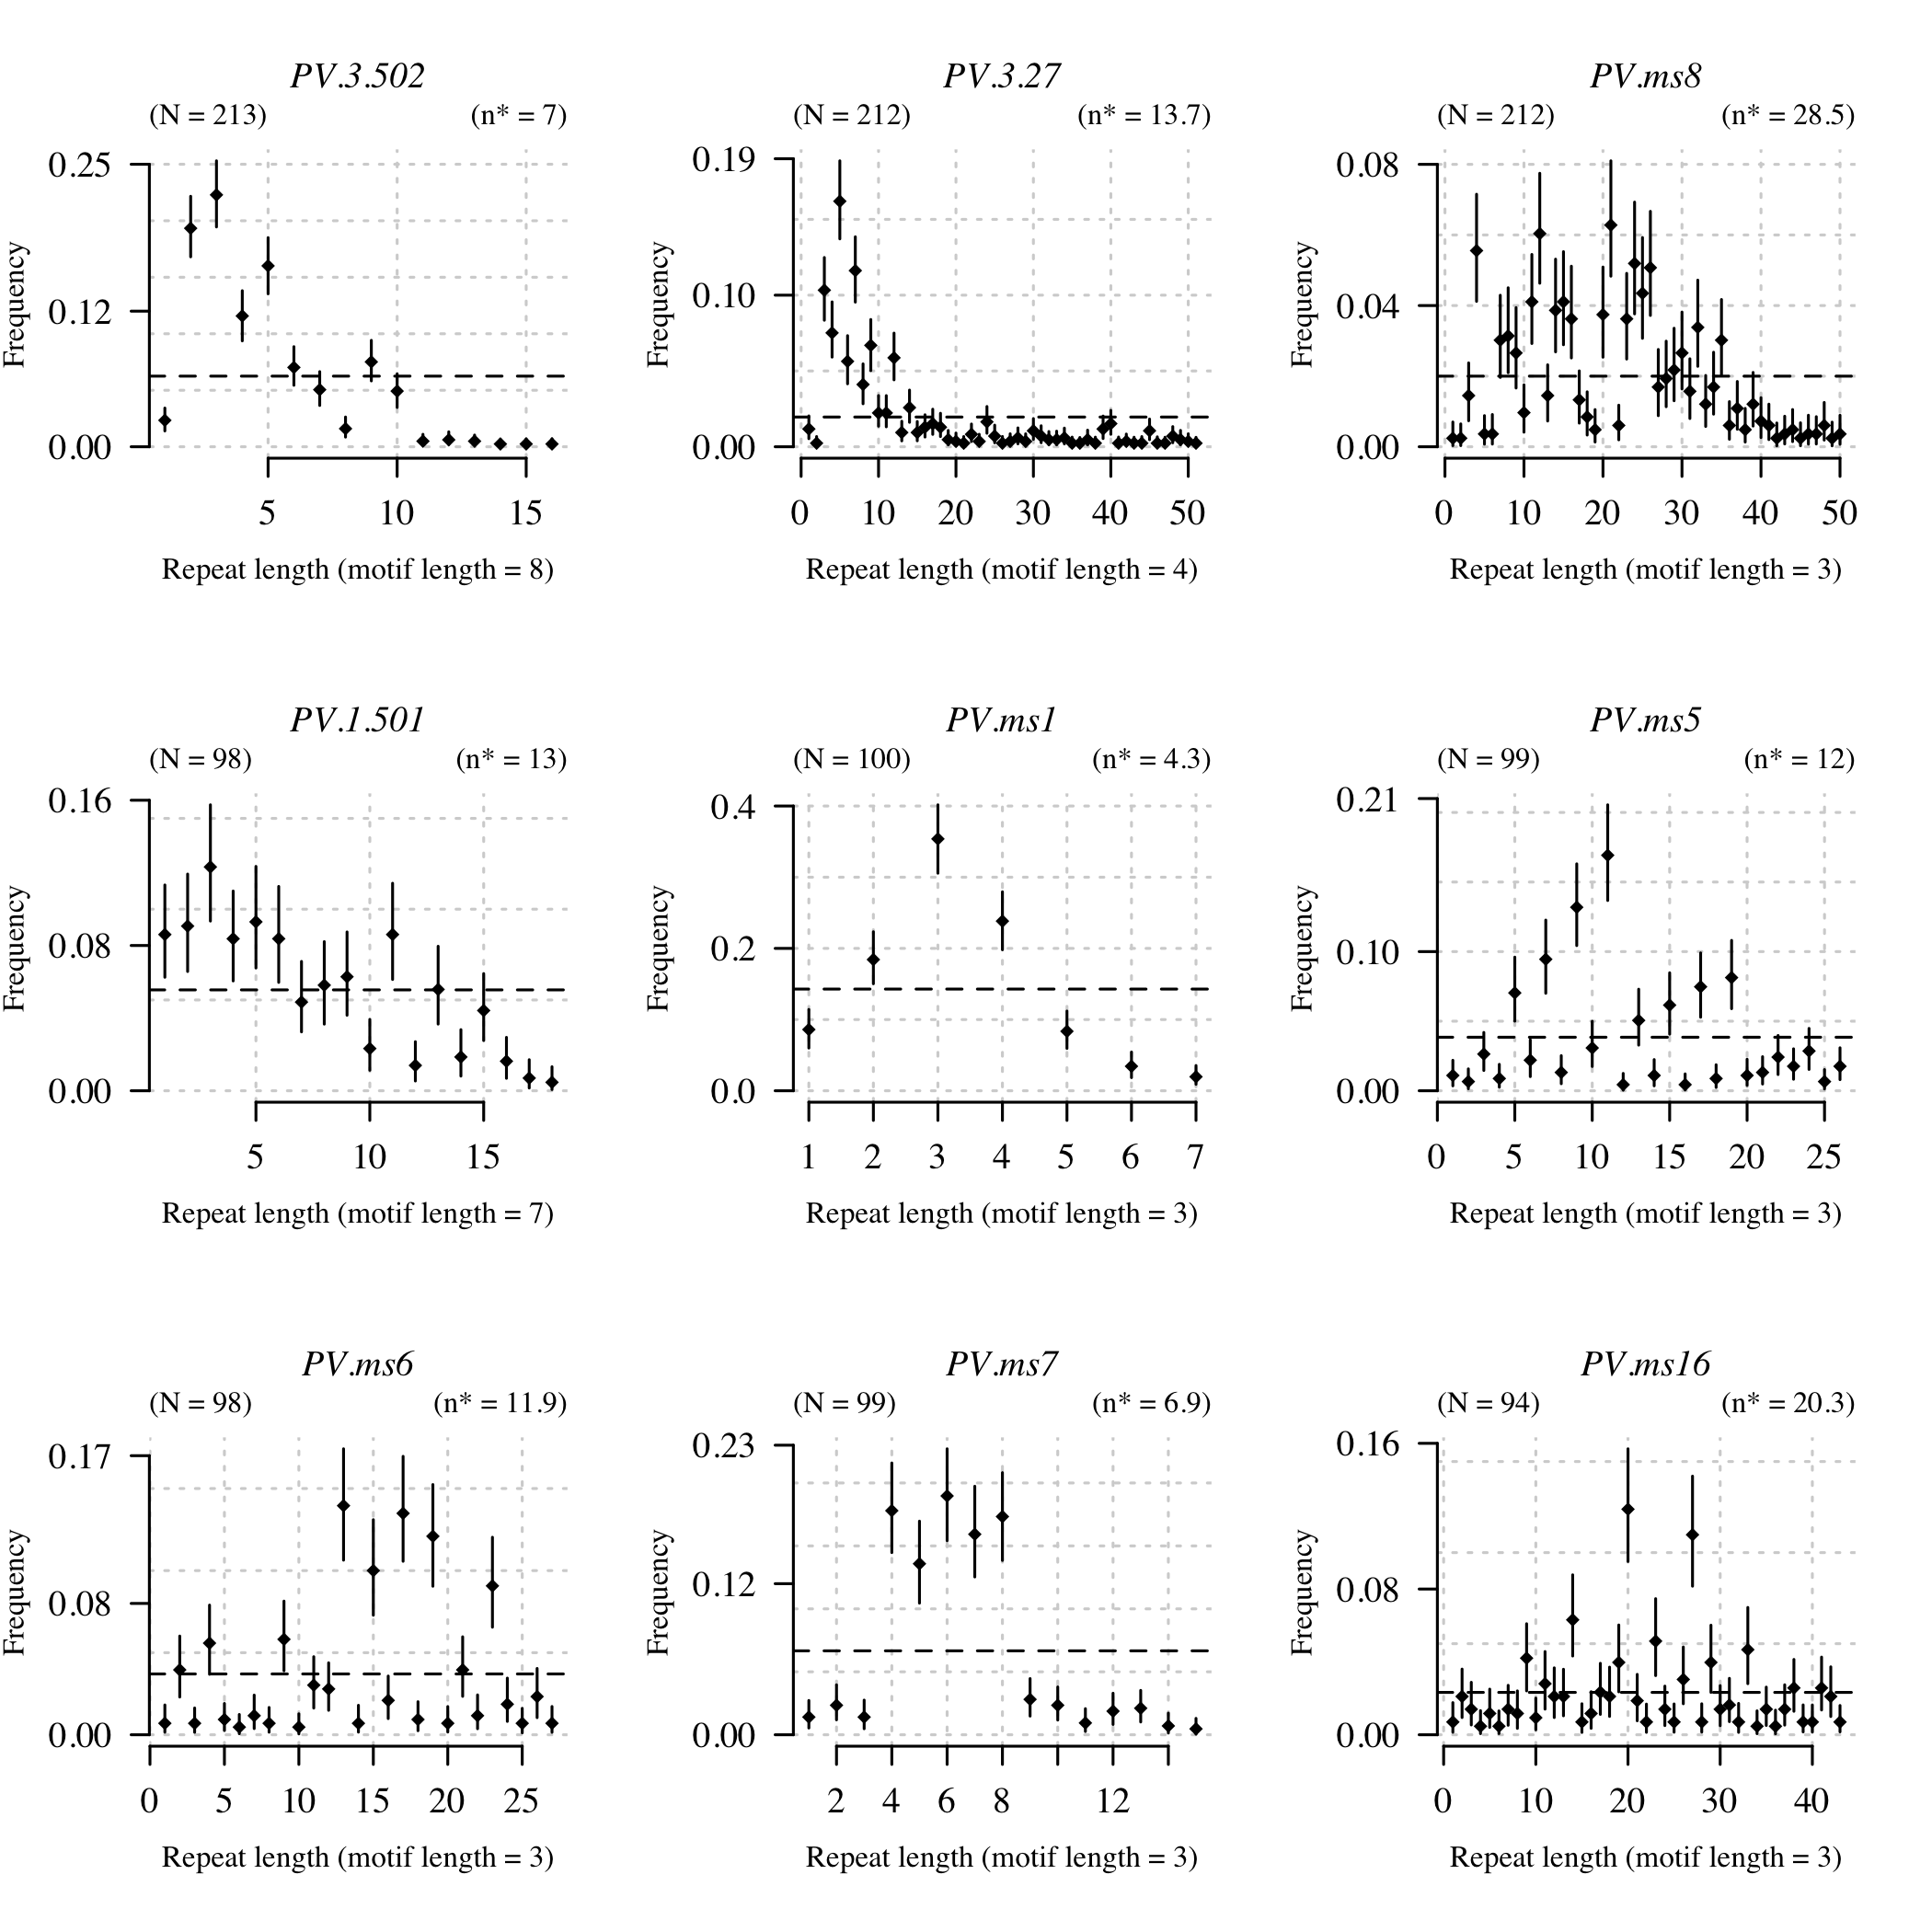 PV.3.502
(N = 213) (n* = 7)
0.25
0.12
0.00
Frequency
5 10 15
Repeat length (motif length = 8)
PV.3.27
(N = 212) (n* = 13.7)
0.19
0.10
0.00
Frequency
0 10 20 30 40 50
Repeat length (motif length = 4)
PV.ms8
(N = 212) (n* = 28.5)
0.08
0.04
0.00
Frequency
0 10 20 30 40 50
Repeat length (motif length = 3)
PV.1.501
(N = 98) (n* = 13)
0.16
0.08
0.00
Frequency
5 10 15
Repeat length (motif length = 7)
PV.ms1
(N = 100) (n* = 4.3)
0.4
0.2
0.0
Frequency
1 2 3 4 5 6 7
Repeat length (motif length = 3)
PV.ms5
(N = 99) (n* = 12)
0.21
0.10
0.00
Frequency
0 5 10 15 20 25
Repeat length (motif length = 3)
PV.ms6
(N = 98) (n* = 11.9)
0.17
0.08
0.00
Frequency
0 5 10 15 20 25
Repeat length (motif length = 3)
PV.ms7
(N = 99) (n* = 6.9)
0.23
0.12
0.00
Frequency
2 4 6 8 12
Repeat length (motif length = 3)
PV.ms16
(N = 94) (n* = 20.3)
0.16
0.08
0.00
Frequency
0 10 20 30 40
Repeat length (motif length = 3)